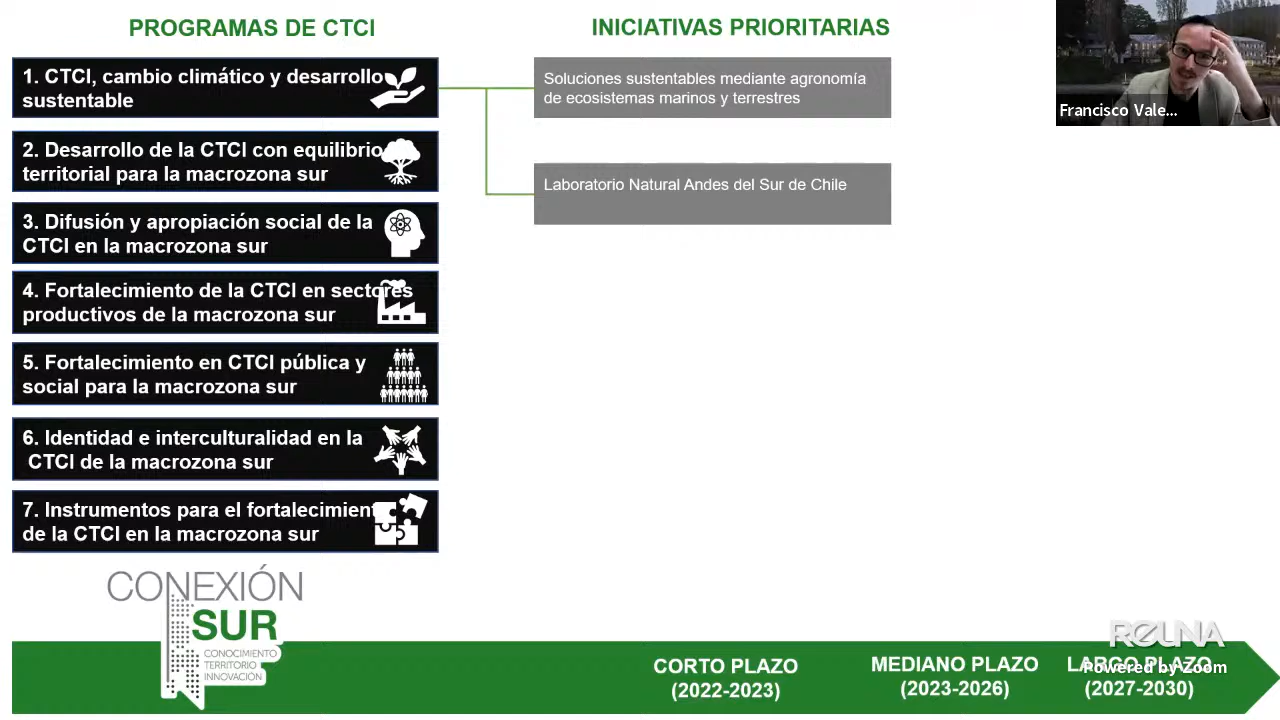 PROGRAMAS DE CTCI
INICIATIVAS PRIORITARIAS
1. CTCI, cambio climático y desarrollo
sustentable
2. Desarrollo de la CTCI con equilibrio
territorial para la macrozona sur
3. Difusión y apropiación social de la
CTCI en la macrozona sur
4. Fortalecimiento de la CTCI en sectores
productivos de la macrozona sur
5. Fortalecimiento en CTCI pública y
social para la macrozona sur
6. Identidad e interculturalidad en la
CTCI de la macrozona sur
7. Instrumentos para el fortalecimient
de la CTCI en la macrozona sur
Soluciones sustentables mediante agronomía
de ecosistemas marinos y terrestres
Laboratorio Natural Andes del Sur de Chile
Francisco Vale...
CONEXIÓN
SUR
CONOCIMIENTO
TERRITORIO
INNOVACIÓN
CORTO PLAZO
(2022-2023)
MEDIANO PLAZO
(2023-2026)
LARGO PLAZO
(2027-2030)
REUNA
Powered by Zoom